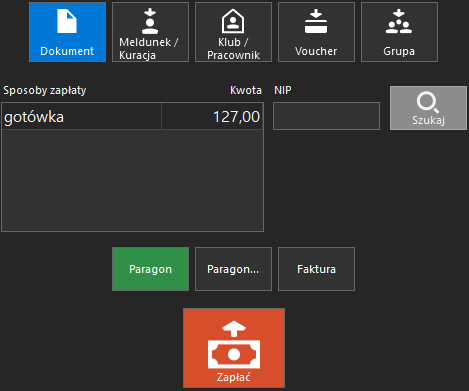 Dokument
Meldunek /
Kuracja
Klub /
Pracownik
Voucher
Grupa
Sposoby zapłaty Kwota NIP
gotówka 127,00
Szukaj
Paragon Paragon... Faktura
Zapłać